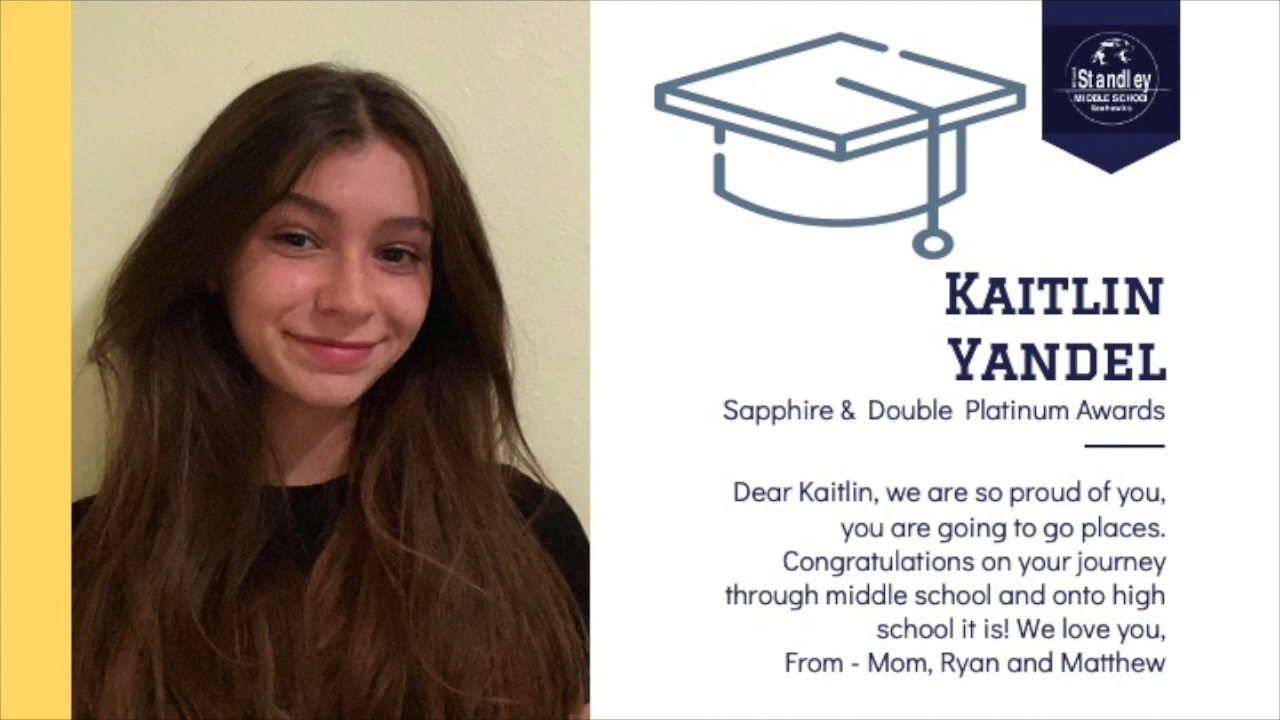 Standley
MIDDLE SCHOOL
Seahawks
KAITLIN
YANDEL
Sapphire & Double Platinum Awards
Dear Kaitlin, we are so proud of you,
you are going to go places.
Congratulations on your journey
through middle school and onto high
school it is! We love you,
From - Mom, Ryan and Matthew